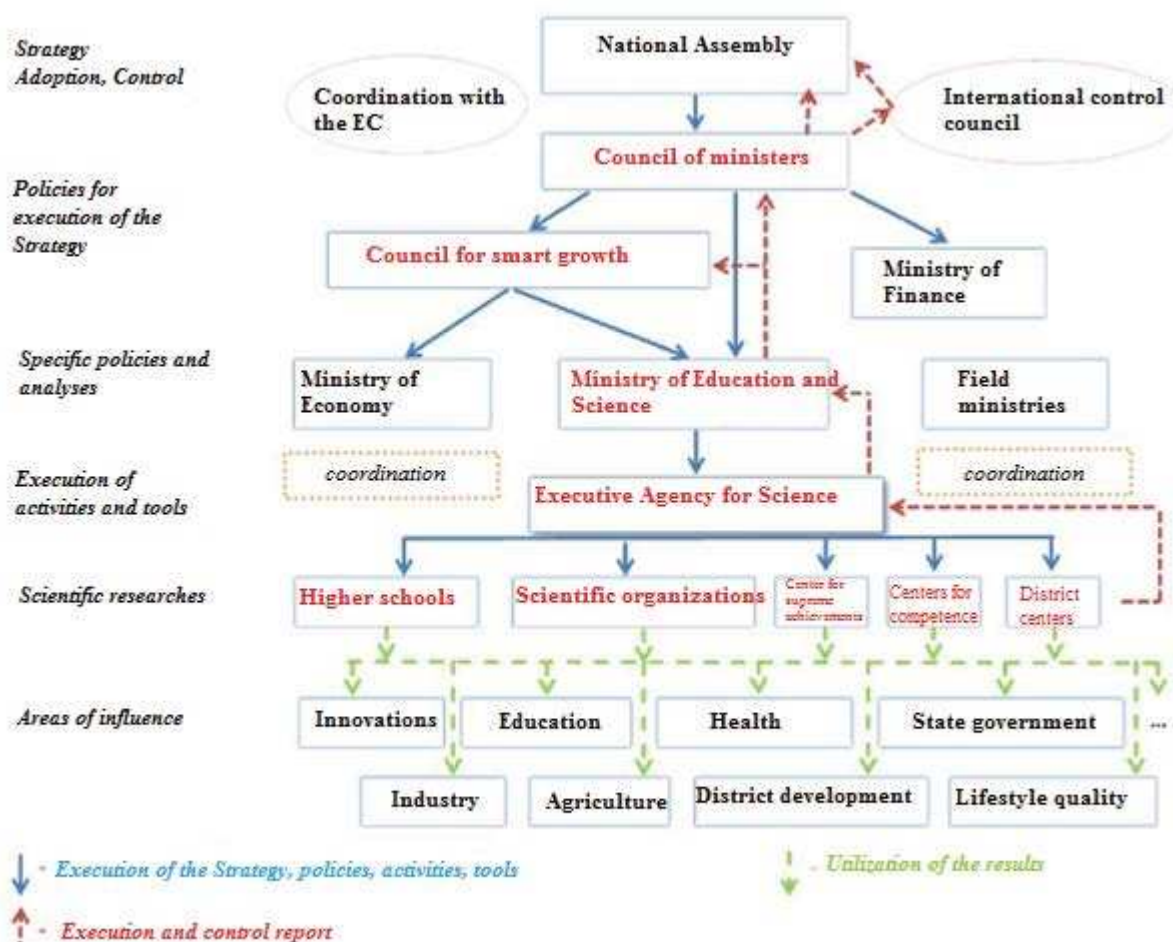 Strategy
Adoption, Control
National Assembly
Coordination with
the EC
International control
council
Council of ministers
Policies for
execution of the
Strategy
Council for smart growth
Ministry of
Finance
Specific policies and
analyses
Ministry of
Economy
Ministry of Education and
Science
Field
ministries
Execution of
activities and tools
coordination
Executive Agency for Science
coordination
Scientific researches
Higher schools
Scientific organizations
Center for
supreme
achievements
Centers for
competence
District
centers
Areas of influence
Innovations
Education
Health
State government
...
Industry
Agriculture
District development
Lifestyle quality
- Execution of the Strategy, policies, activities, tools
- Utilization of the results
- Execution and control report